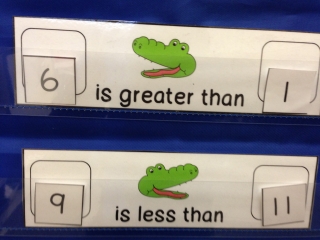 6 is greater than 1
9 is less than 11